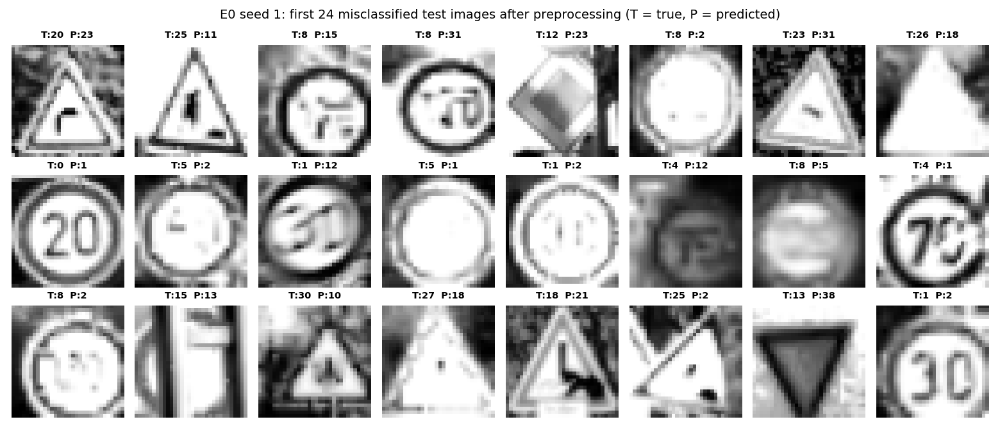 E0 seed 1: first 24 misclassified test images after preprocessing (T = true, P = predicted)
T:20 P:23 T:25 P:11 T:8 P:15 T:8 P:31 T:12 P:23 T:8 P:2 T:23 P:31 T:26 P:18
T:0 P:1 T:5 P:2 T:1 P:12 T:5 P:1 T:1 P:2 T:4 P:12 T:8 P:5 T:4 P:1
20 70
T:8 P:2 T:15 P:13 T:30 P:10 T:27 P:18 T:18 P:21 T:25 P:2 T:13 P:38 T:1 P:2
30